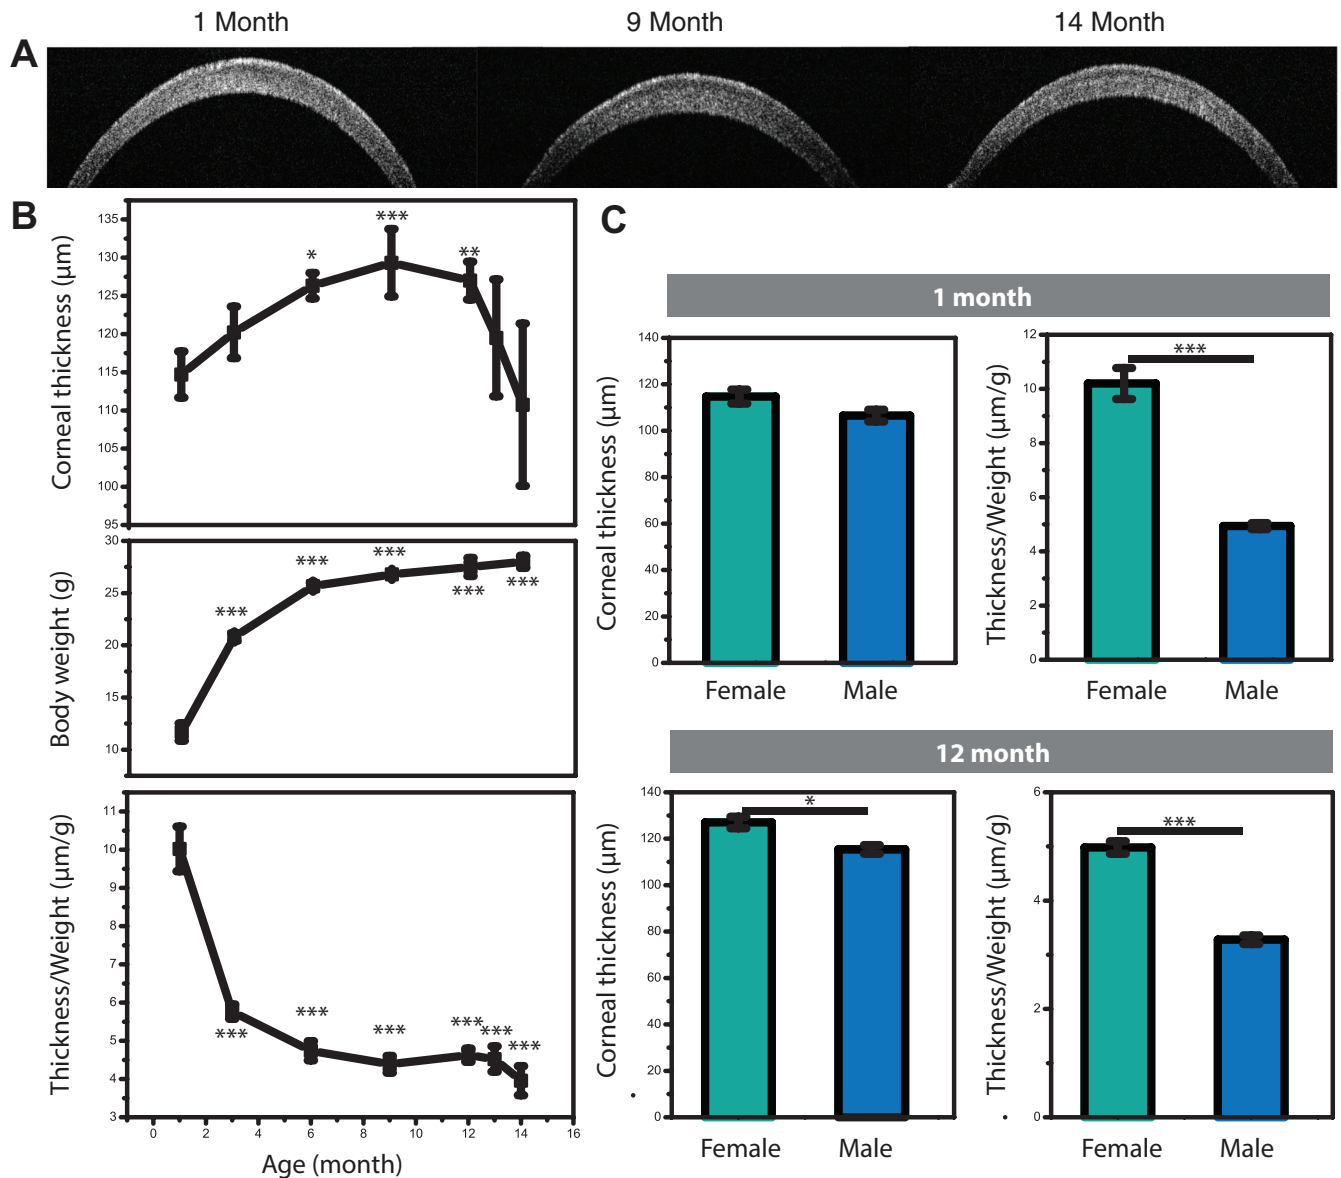 1 Month 9 Month 14 Month
A
B
135
130
125
120
115
110
105
100
95
Corneal thickness (µm)
* *** **
30
25
20
15
10
Body weight (g)
*** *** *** *** ***
11
10
9
8
7
6
5
4
3
Thickness/Weight (µm/g)
*** *** *** *** *** ***
0 2 4 6 8 10 12 14 16
Age (month)
C
1 month
140
120
100
80
60
40
20
0
Corneal thickness (µm)
Female Male
12
10
8
6
4
2
0
Thickness/Weight (µm/g)
***
Female Male
12 month
140
120
100
80
60
40
20
0
Corneal thickness (µm)
*
Female Male
6
4
2
0
Thickness/Weight (µm/g)
***
Female Male